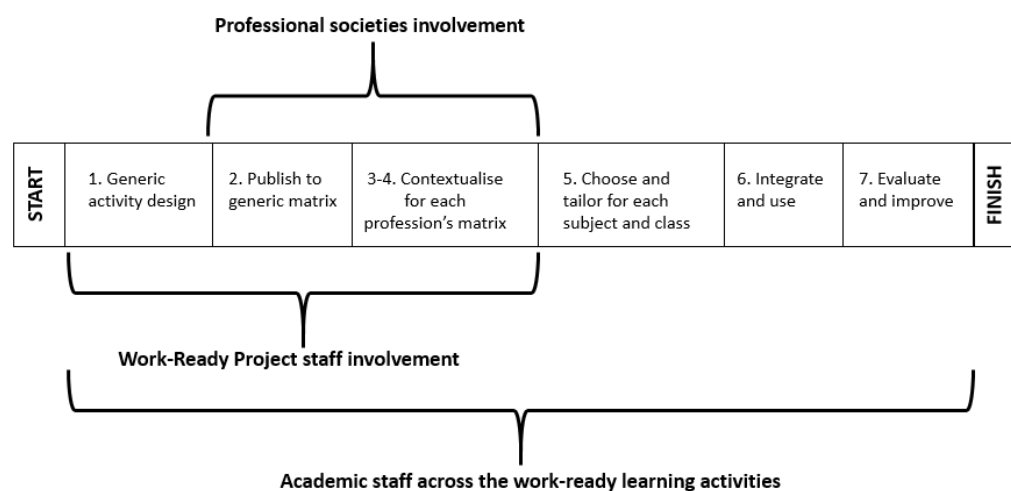 Professional societies involvement
START
1. Generic
activity design
2. Publish to
generic matrix
3-4. Contextualise
for each
profession's matrix
5. Choose and
tailor for each
subject and class
6. Integrate
and use
7. Evaluate
and improve
FINISH
Work-Ready Project staff involvement
Academic staff across the work-ready learning activities